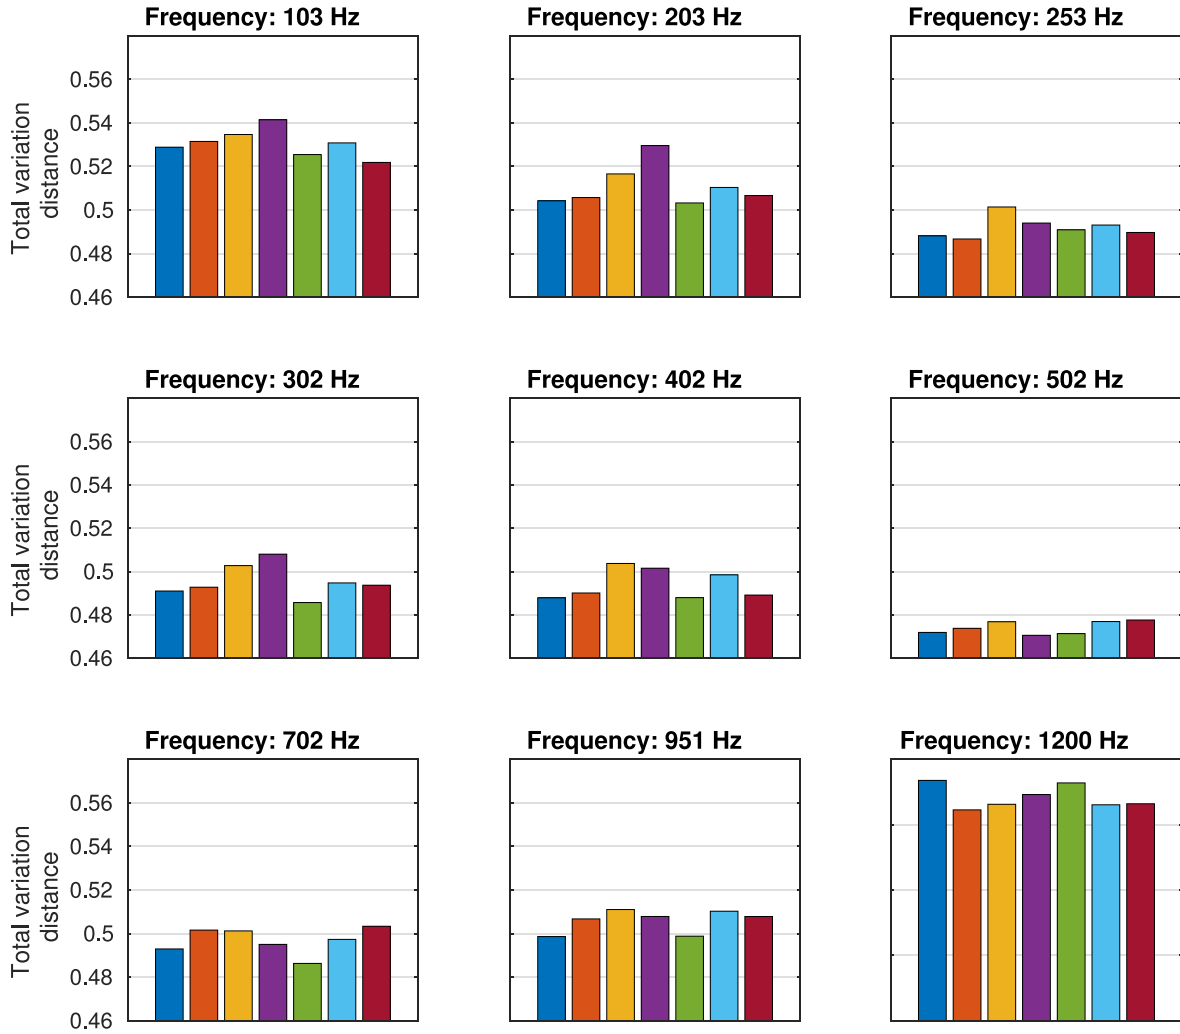 Frequency: 103 Hz
Frequency: 203 Hz
Frequency: 253 Hz
Total variation
distance
0.56
0.54
0.52
0.5
0.48
0.46
Frequency: 302 Hz
Frequency: 402 Hz
Frequency: 502 Hz
Total variation
distance
0.56
0.54
0.52
0.5
0.48
0.46
Frequency: 702 Hz
Frequency: 951 Hz
Frequency: 1200 Hz
Total variation
distance
0.56
0.54
0.52
0.5
0.48
0.46